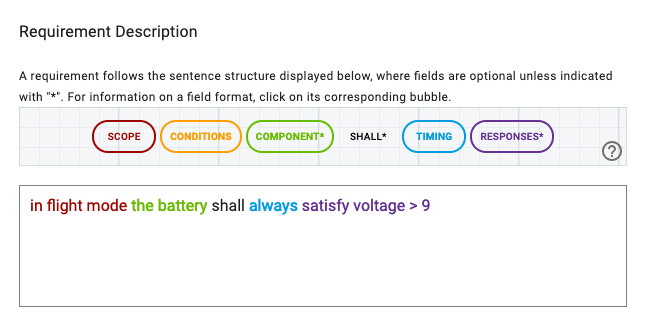 Requirement Description
A requirement follows the sentence structure displayed below, where fields are optional unless indicated
with "*". For information on a field format, click on its corresponding bubble.
SCOPE CONDITIONS COMPONENT* SHALL* TIMING RESPONSES*
?
in flight mode the battery shall always satisfy voltage > 9